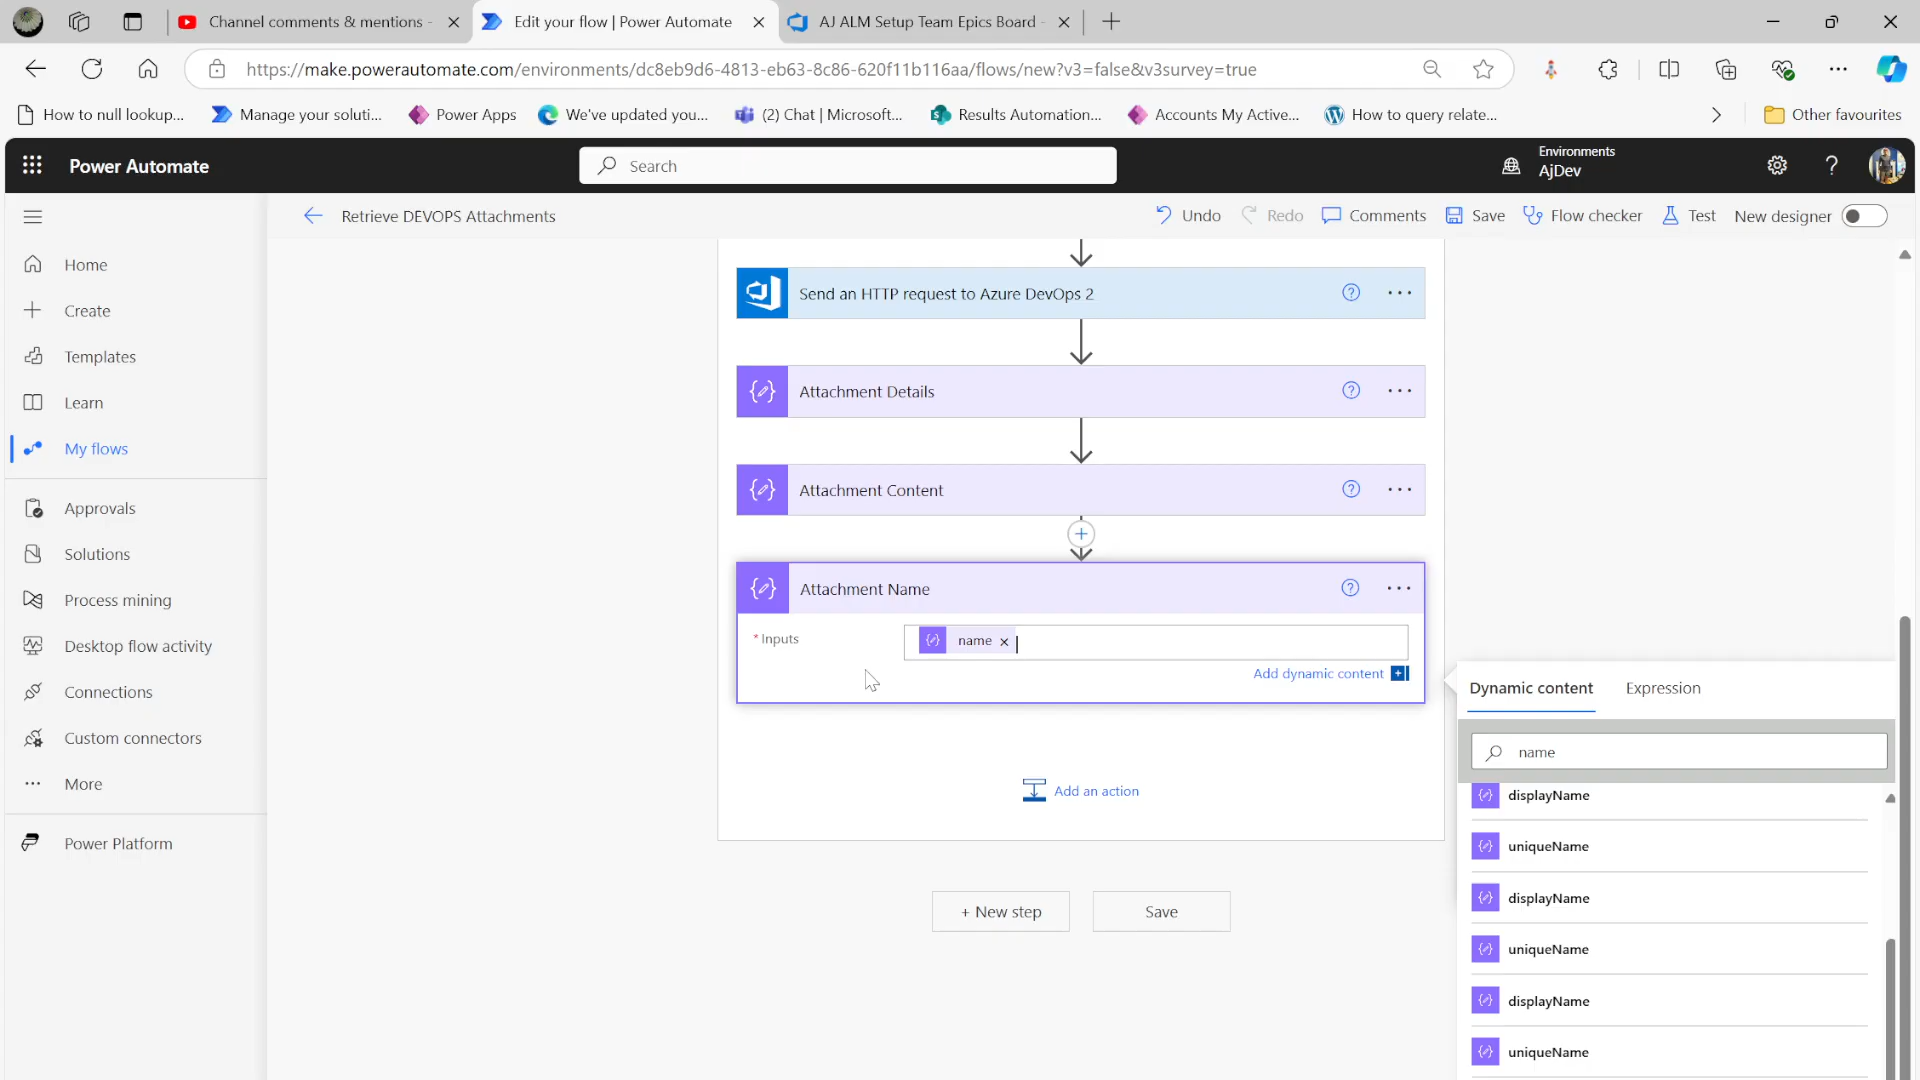 Channel comments & mentions -
Edit your flow | Power Automate
AJ ALM Setup Team Epics Board -
https://make.powerautomate.com/environments/dc8eb9d6-4813-eb63-8c86-620f11b116aa/flows/new?v3=false&v3survey=true
How to null lookup...
Manage your soluti...
Power Apps
We've updated you...
(2) Chat | Microsoft...
Results Automation...
Accounts My Active...
How to query relate...
Other favourites
Power Automate
Search
Environments
AjDev
Retrieve DEVOPS Attachments
Undo
Redo
Comments
Save
Flow checker
Test
New designer
Home
Create
Templates
Learn
My flows
Approvals
Solutions
Process mining
Desktop flow activity
Connections
Custom connectors
More
Power Platform
Send an HTTP request to Azure DevOps 2
Attachment Details
Attachment Content
Attachment Name
* Inputs
name
Add dynamic content
Add an action
+ New step
Save
Dynamic content
Expression
name
displayName
uniqueName
displayName
uniqueName
displayName
uniqueName